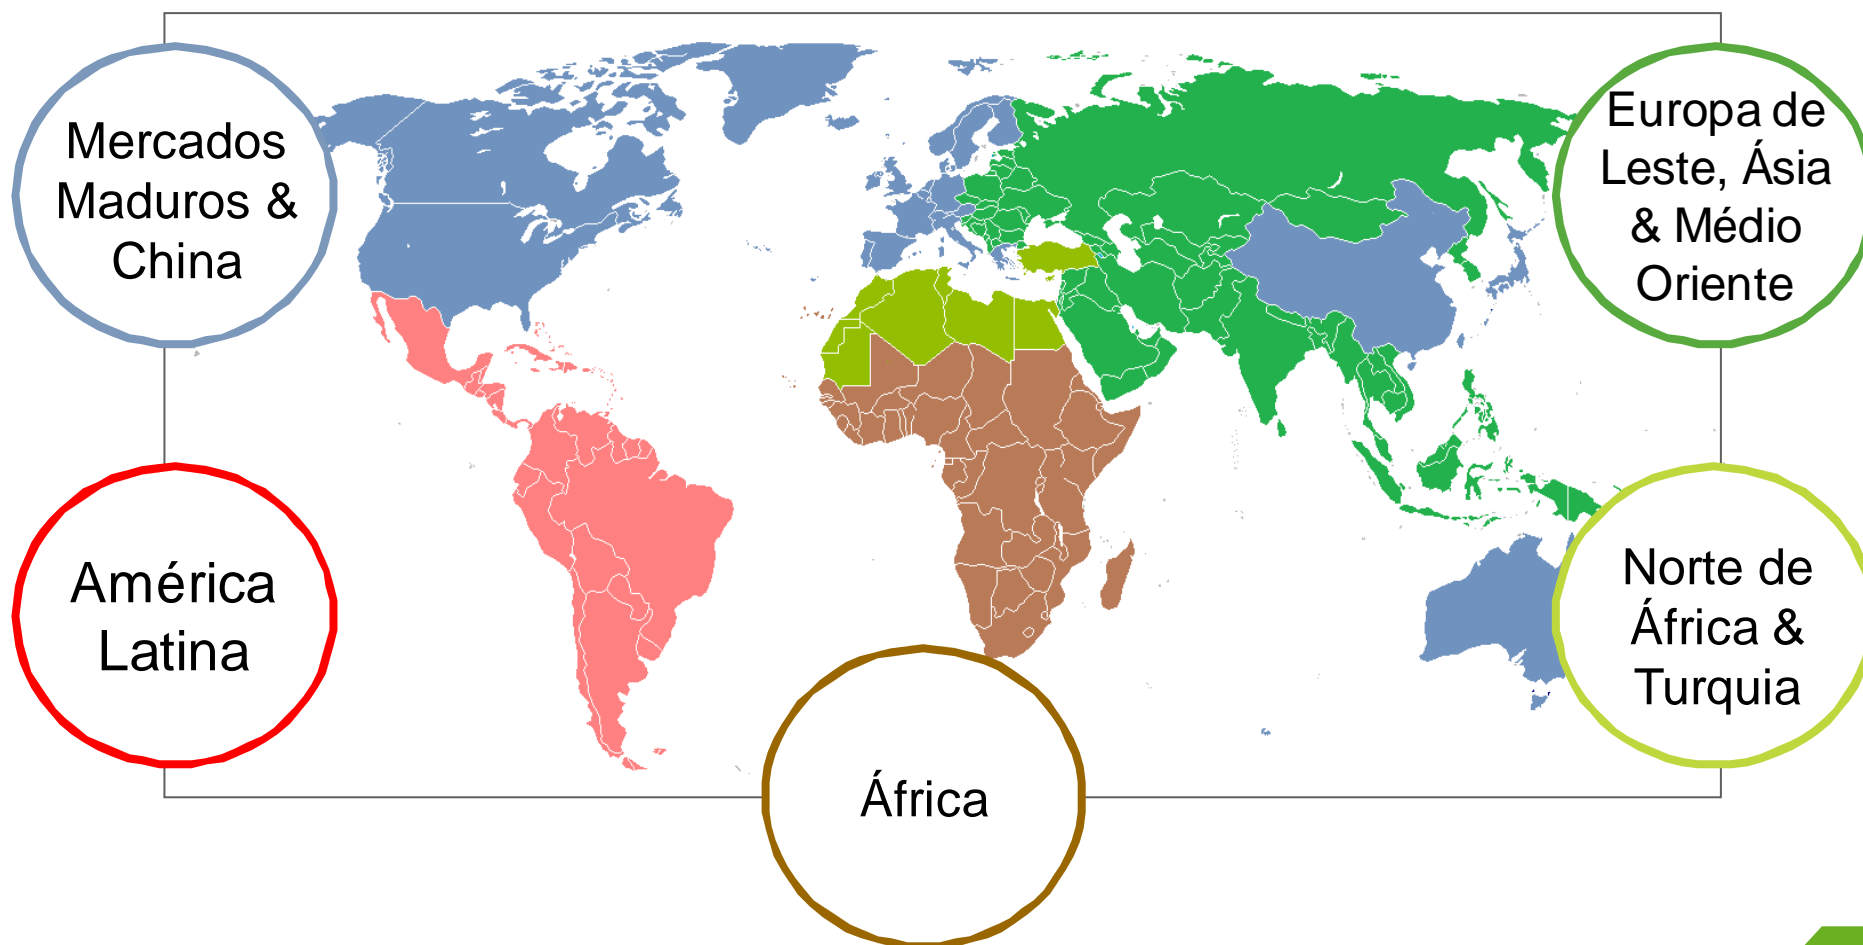 Mercados
Maduros &
China
Europa de
Leste, Ásia
& Médio
Oriente
América
Latina
Norte de
África &
Turquia
África